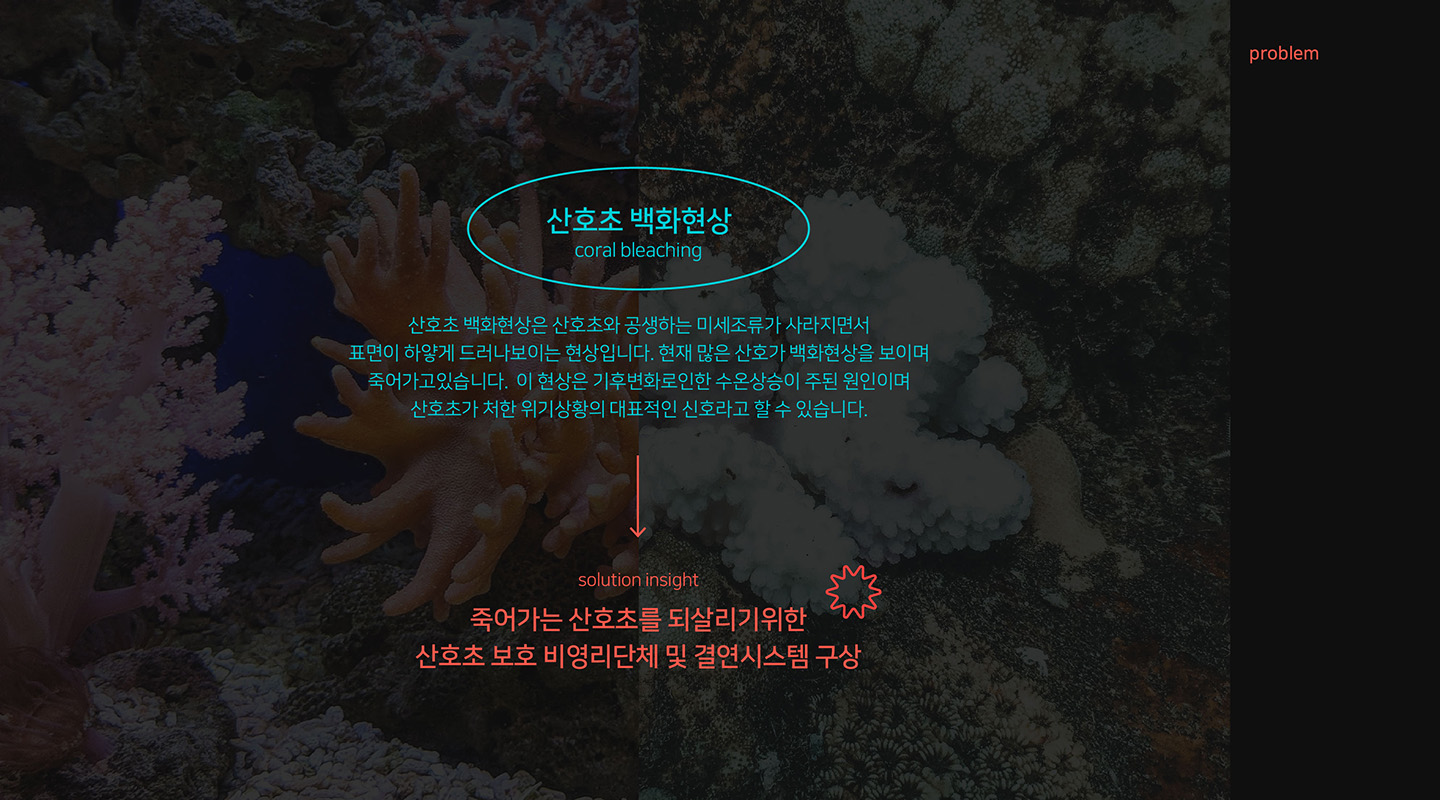 problem
산호초 백화현상
coral bleaching
산호초 백화현상은 산호초와 공생하는 미세조류가 사라지면서
표면이 하얗게 드러나보이는 현상입니다. 현재 많은 산호가 백화현상을 보이며
죽어가고있습니다. 이 현상은 기후변화로인한 수온상승이 주된 원인이며
산호초가 처한 위기상황의 대표적인 신호라고 할 수 있습니다.
solution insight
죽어가는 산호초를 되살리기위한
산호초 보호 비영리단체 및 결연시스템 구상